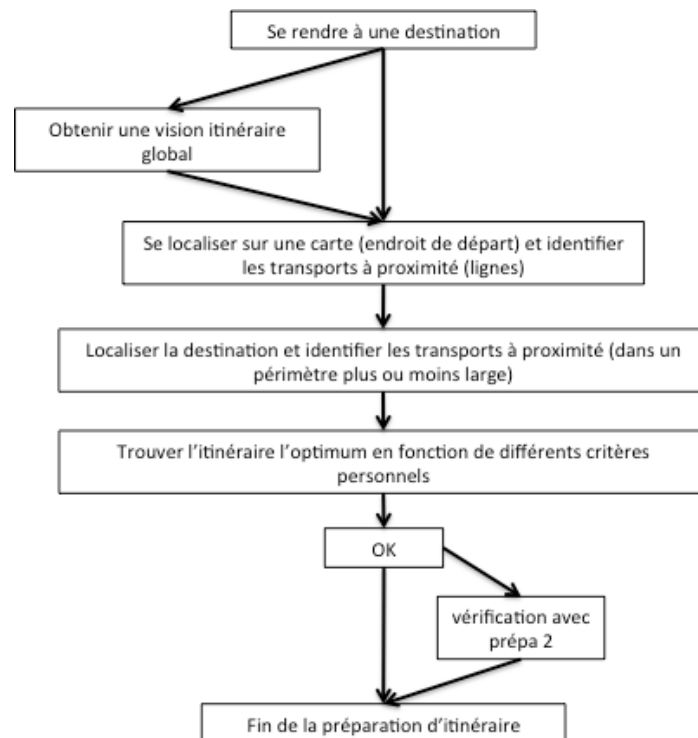 Se rendre à une destination
Obtenir une vision itinéraire
global
Se localiser sur une carte (endroit de départ) et identifier
les transports à proximité (lignes)
Localiser la destination et identifier les transports à proximité (dans un
périmètre plus ou moins large)
Trouver l’itinéraire l’optimum en fonction de différents critères
personnels
OK
vérification avec
prépa 2
Fin de la préparation d’itinéraire